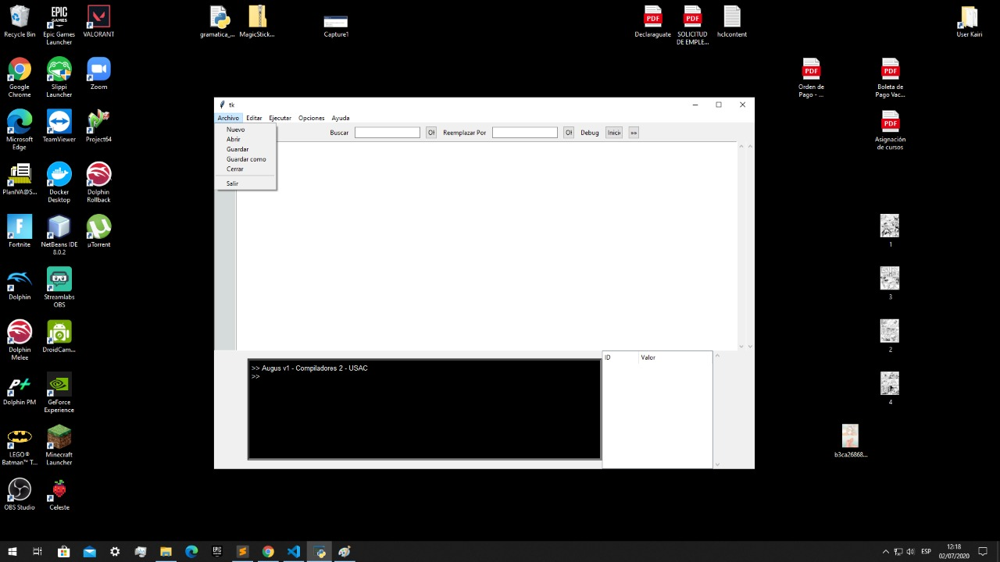 Recycle Bin
EPIC
GAMES
Epic Games
Launcher
VALORANT
gramatica_...
MagicStick...
Capture1
PDF
Declaraguate
PDF
SOLICITUD
DE EMPLE...
hclcontent
User Kairi
Google
Chrome
Slippi
Launcher
Zoom
PDF
Orden de
Pago - ...
PDF
Boleta de
Pago Vac...
Microsoft
Edge
TeamViewer
Project64
PDF
Asignación
de cursos
PlanIVA@S...
Docker
Desktop
Dolphin
Rollback
Fortnite
NetBeans IDE
8.0.2
µTorrent
1
Dolphin
Streamlabs
OBS
3
Dolphin
Melee
DroidCam...
2
Dolphin PM
GeForce
Experience
4
LEGO®
Batman™ T...
Minecraft
Launcher
b3ca26868...
OBS Studio
Celeste
tk
Archivo Editar Ejecutar Opciones Ayuda
Buscar Reemplazar Por Debug >>
Nuevo
Abrir
Guardar
Guardar como
Cerrar
Salir
>> Augus v1 - Compiladores 2 - USAC
>>
ID Valor
ESP
12:18
02/07/2020